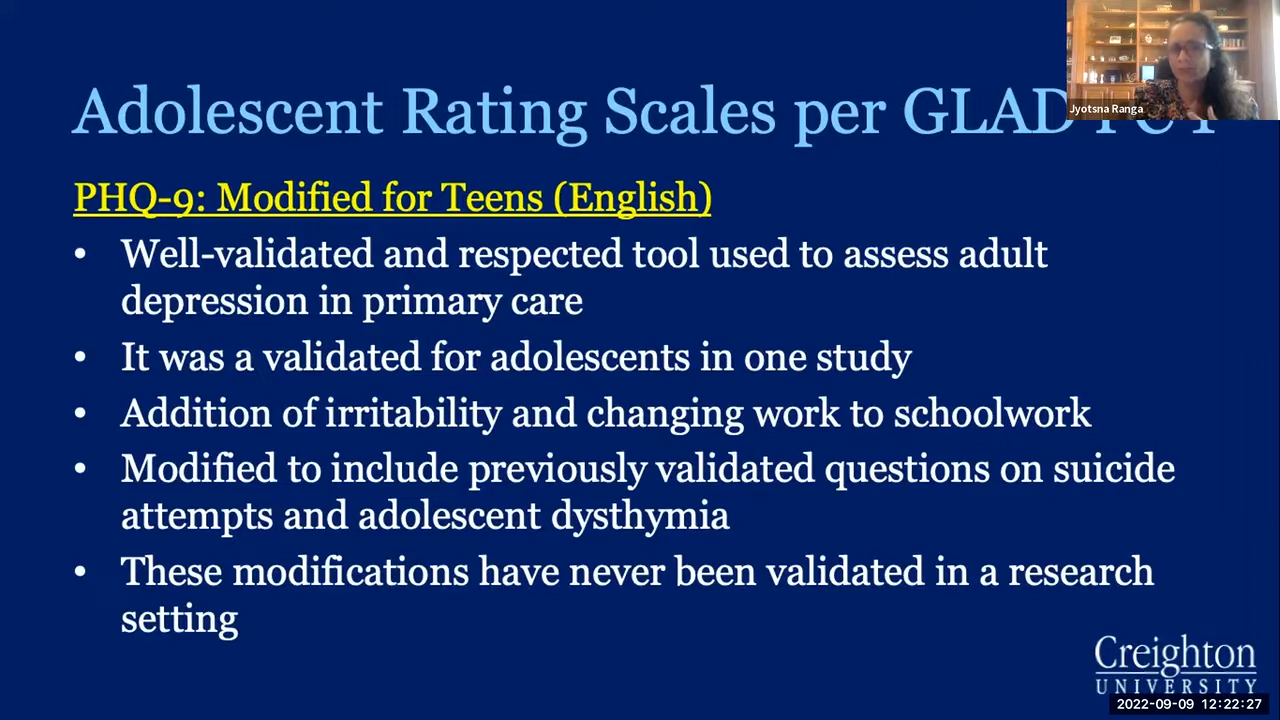 Adolescent Rating Scales per GLAD
Jyotsna Ranga
PHQ-9: Modified for Teens (English)
• Well-validated and respected tool used to assess adult
depression in primary care
• It was a validated for adolescents in one study
• Addition of irritability and changing work to schoolwork
• Modified to include previously validated questions on suicide
attempts and adolescent dysthymia
• These modifications have never been validated in a research
setting
Creighton
UNIVERSITY
2022-09-09 12:22:27